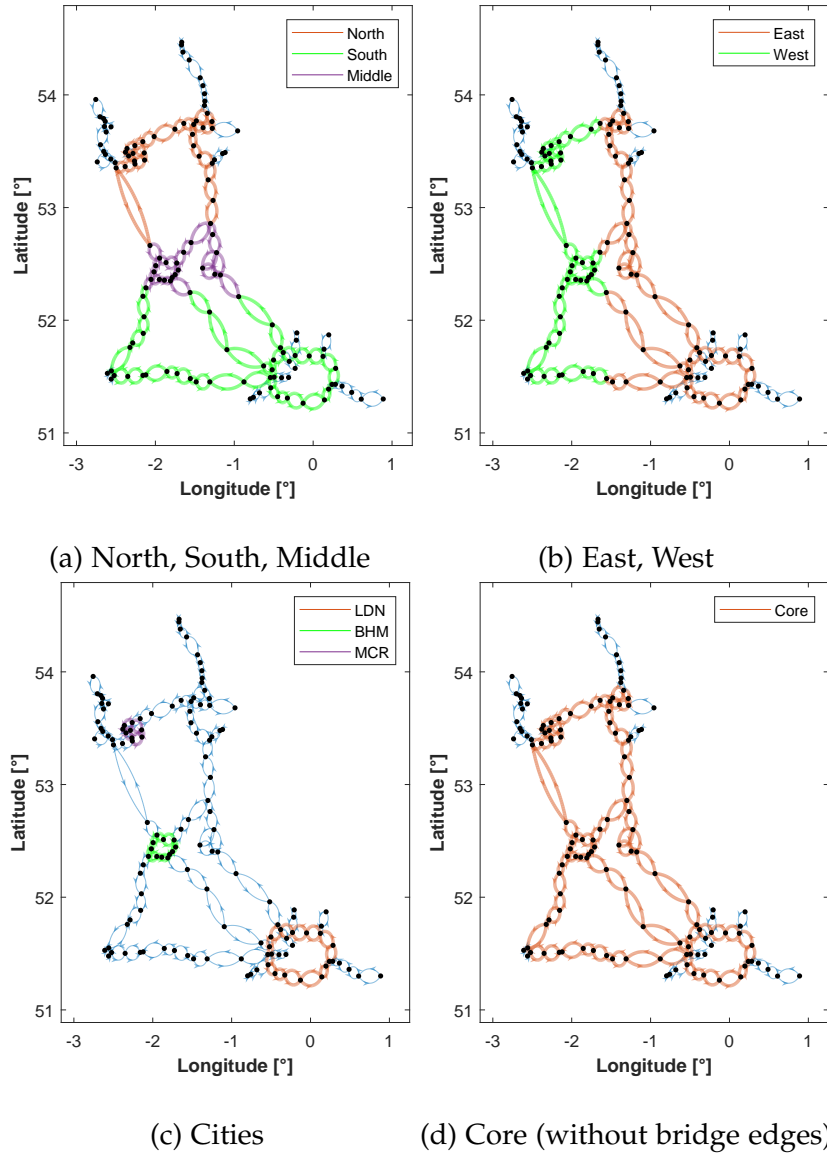 North
South
Middle
54
53
52
51
Latitude [°]
-3 -2 -1 0 1
Longitude [°]
(a) North, South, Middle
East
West
54
53
52
51
Latitude [°]
-3 -2 -1 0 1
Longitude [°]
(b) East, West
LDN
BHM
MCR
54
53
52
51
Latitude [°]
-3 -2 -1 0 1
Longitude [°]
(c) Cities
Core
54
53
52
51
Latitude [°]
-3 -2 -1 0 1
Longitude [°]
(d) Core (without bridge edges)